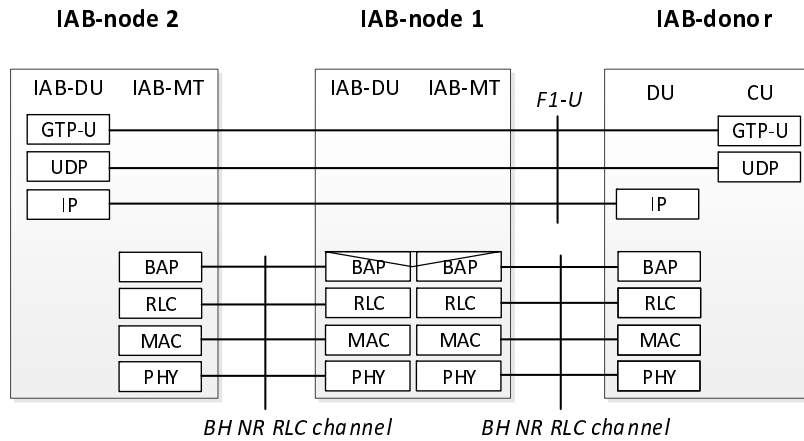 IAB-node 2 IAB-node 1 IAB-donor
IAB-DU IAB-MT IAB-DU IAB-MT F1-U DU CU
GTP-U GTP-U
UDP UDP
IP IP
BAP BAP BAP BAP
RLC RLC RLC RLC
MAC MAC MAC MAC
PHY PHY PHY PHY
BH NR RLC channel BH NR RLC channel